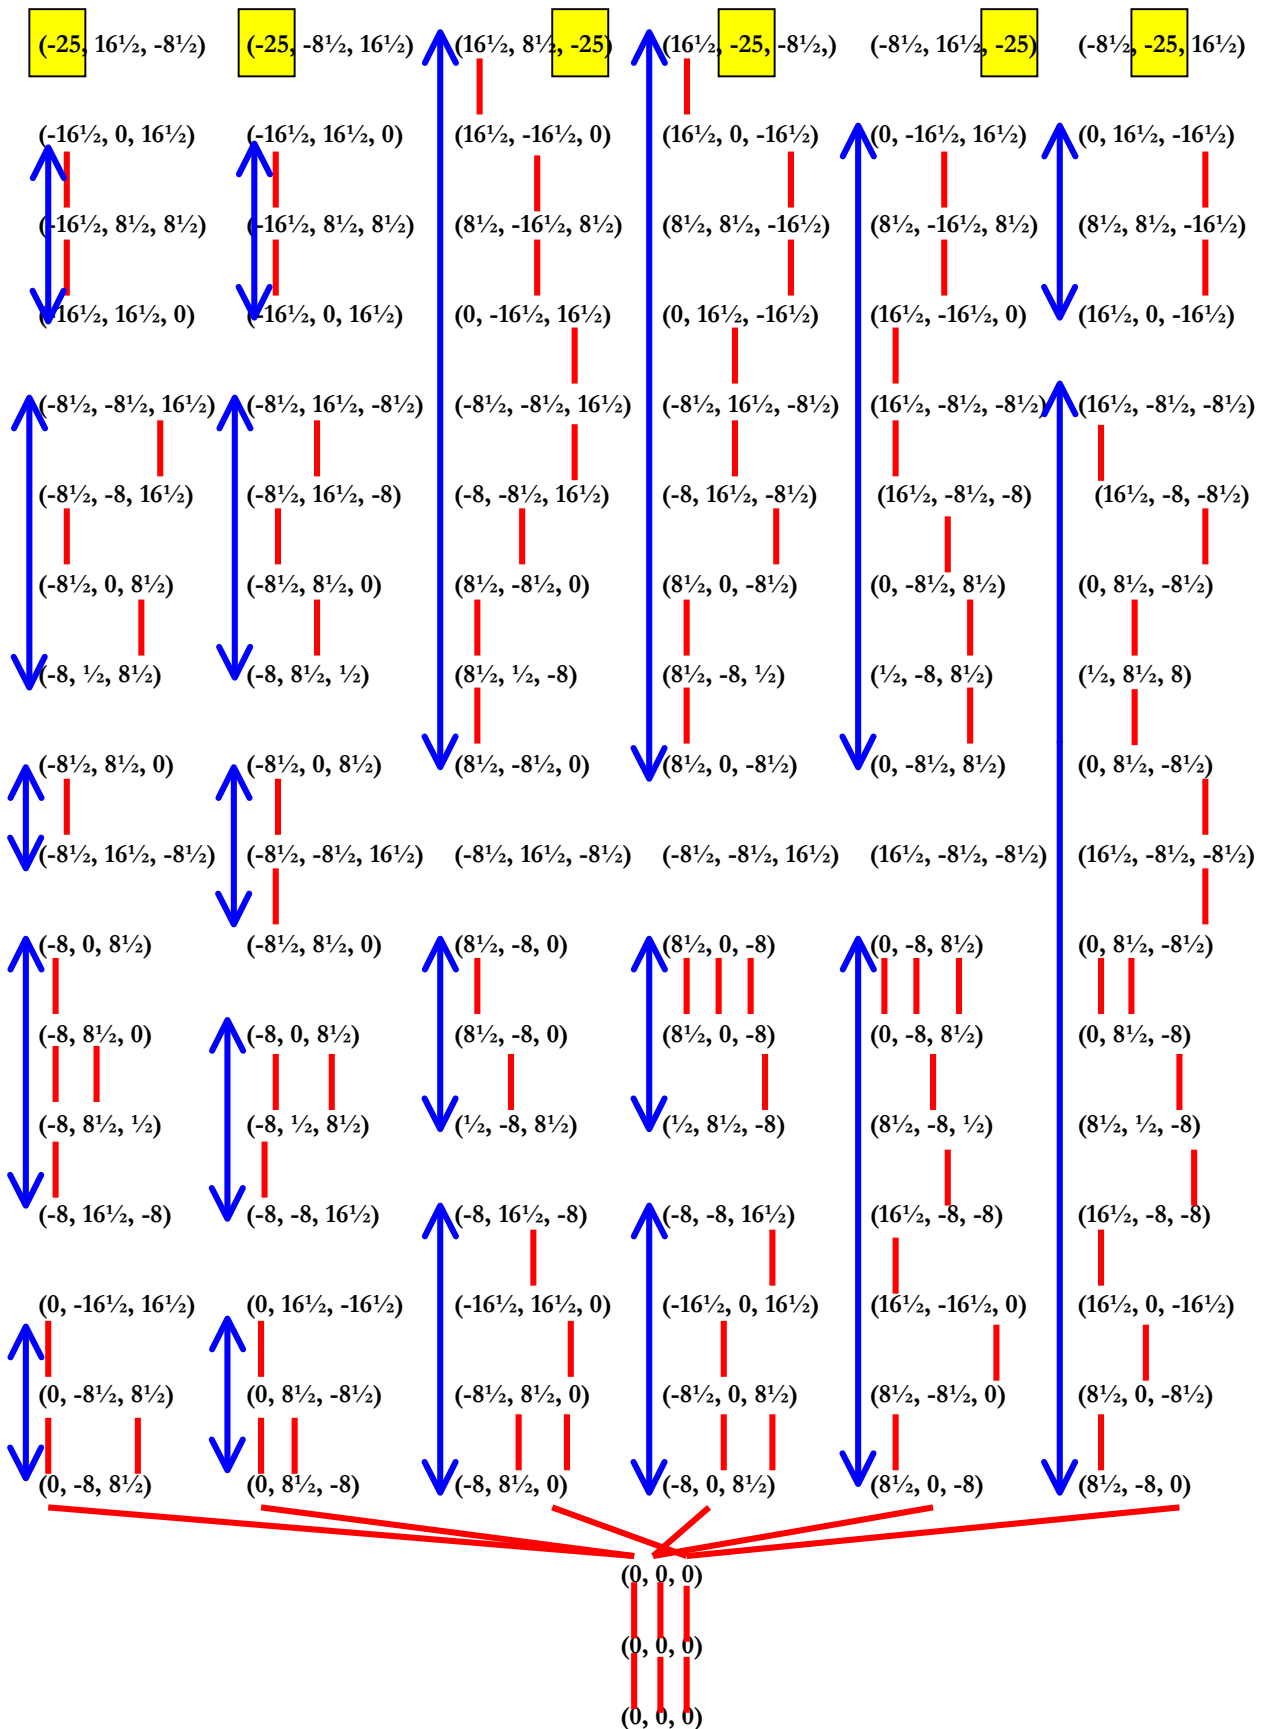 (-25, 16½, -8½) (-25, -8½, 16½) (16½, 8½, -25) (16½, -25, -8½,) (-8½, 16½, -25) (-8½, -25, 16½)
(-16½, 0, 16½) (-16½, 16½, 0) (16½, -16½, 0) (16½, 0, -16½) (0, -16½, 16½) (0, 16½, -16½)
(-16½, 8½, 8½) (-16½, 8½, 8½) (8½, -16½, 8½) (8½, 8½, -16½) (8½, -16½, 8½) (8½, 8½, -16½)
(-16½, 16½, 0) (-16½, 0, 16½) (0, -16½, 16½) (0, 16½, -16½) (16½, -16½, 0) (16½, 0, -16½)
(-8½, -8½, 16½) (-8½, 16½, -8½) (-8½, -8½, 16½) (-8½, 16½, -8½) (16½, -8½, -8½) (16½, -8½, -8½)
(-8½, -8, 16½) (-8½, 16½, -8) (-8, -8½, 16½) (-8, 16½, -8½) (16½, -8½, -8) (16½, -8, -8½)
(-8½, 0, 8½) (-8½, 8½, 0) (8½, -8½, 0) (8½, 0, -8½) (0, -8½, 8½) (0, 8½, -8½)
(-8, ½, 8½) (-8, 8½, ½) (8½, ½, -8) (8½, -8, ½) (½, -8, 8½) (½, 8½, 8)
(-8½, 8½, 0) (-8½, 0, 8½) (8½, -8½, 0) (8½, 0, -8½) (0, -8½, 8½) (0, 8½, -8½)
(-8½, 16½, -8½) (-8½, -8½, 16½) (-8½, 16½, -8½) (-8½, -8½, 16½) (16½, -8½, -8½) (16½, -8½, -8½)
(-8, 0, 8½) (-8½, 8½, 0) (8½, -8, 0) (8½, 0, -8) (0, -8, 8½) (0, 8½, -8½)
(-8, 8½, 0) (-8, 0, 8½) (8½, -8, 0) (8½, 0, -8) (0, -8, 8½) (0, 8½, -8)
(-8, 8½, ½) (-8, ½, 8½) (½, -8, 8½) (½, 8½, -8) (8½, -8, ½) (8½, ½, -8)
(-8, 16½, -8) (-8, -8, 16½) (-8, 16½, -8) (-8, -8, 16½) (16½, -8, -8) (16½, -8, -8)
(0, -16½, 16½) (0, 16½, -16½) (-16½, 16½, 0) (-16½, 0, 16½) (16½, -16½, 0) (16½, 0, -16½)
(0, -8½, 8½) (0, 8½, -8½) (-8½, 8½, 0) (-8½, 0, 8½) (8½, -8½, 0) (8½, 0, -8½)
(0, -8, 8½) (0, 8½, -8) (-8, 8½, 0) (-8, 0, 8½) (8½, 0, -8) (8½, -8, 0)
(0, 0, 0)
(0, 0, 0)
(0, 0, 0)